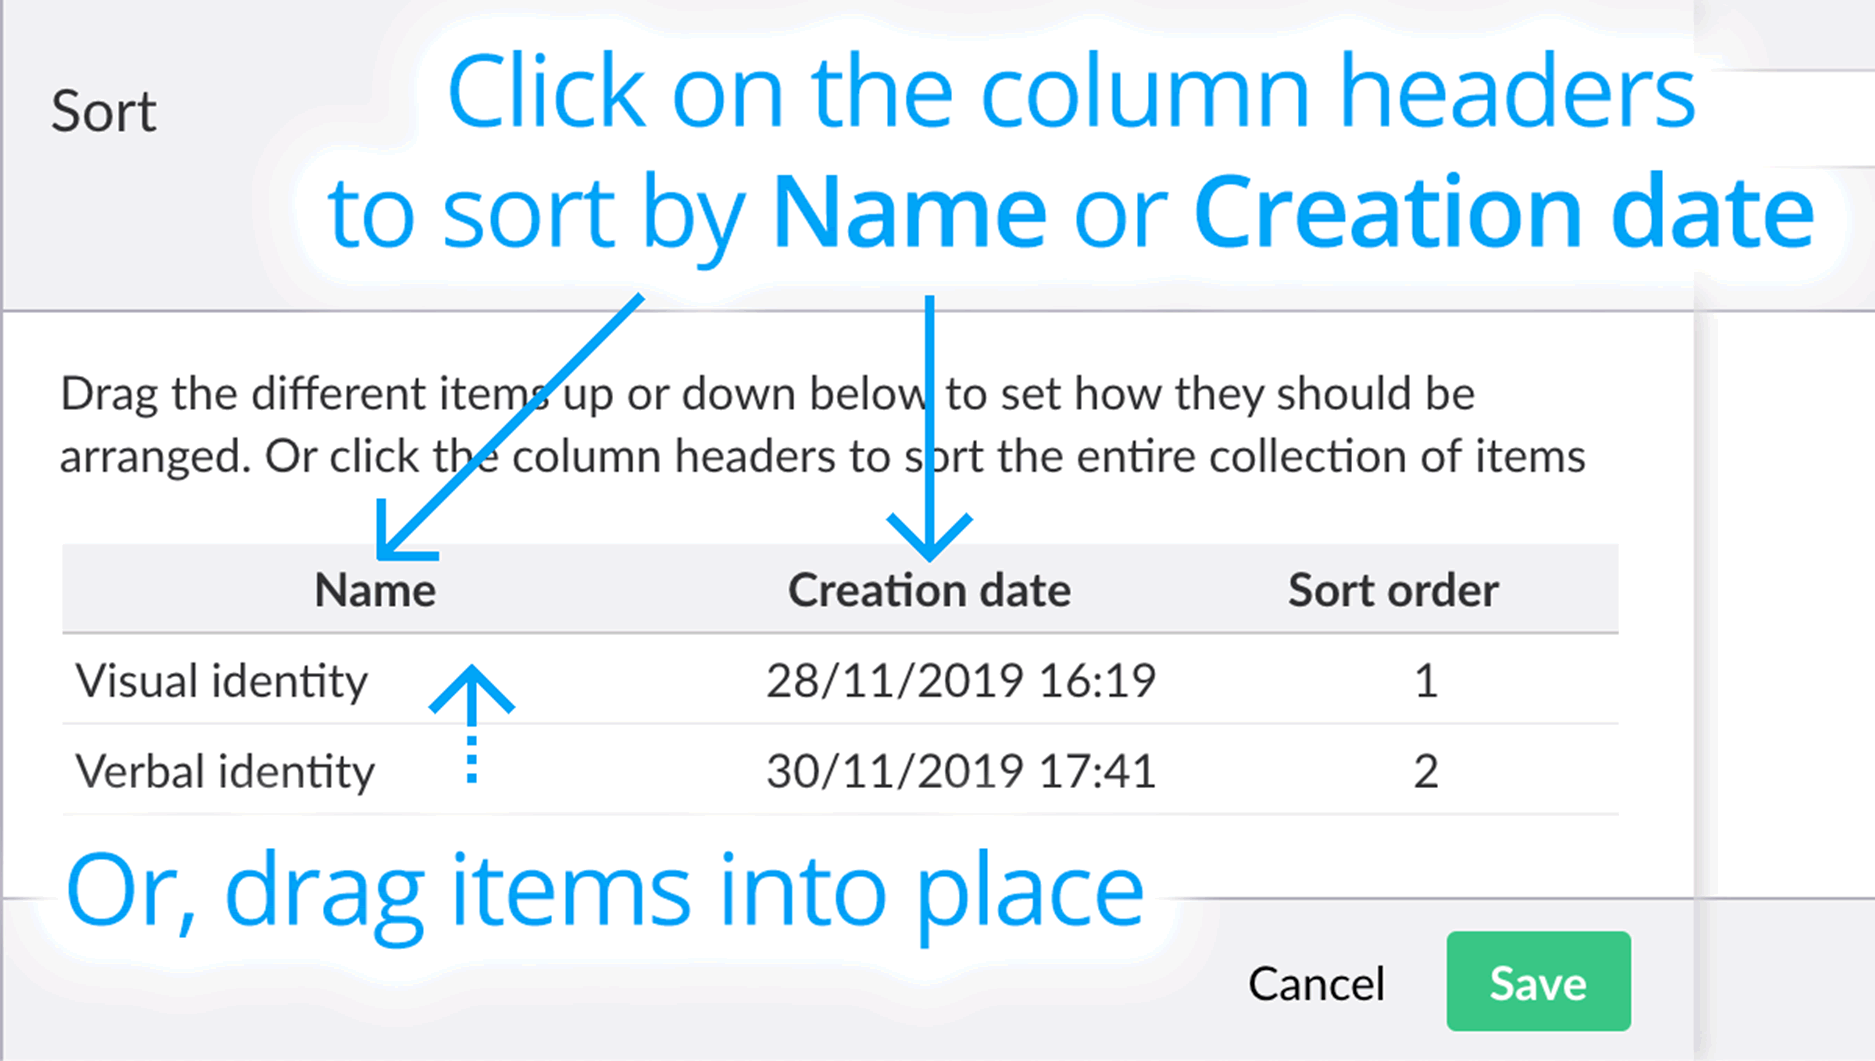 Sort
Click on the column headers
to sort by Name or Creation date
Drag the different items up or down below to set how they should be
arranged. Or click the column headers to sort the entire collection of items
Name Creation date Sort order
Visual identity 28/11/2019 16:19 1
Verbal identity 30/11/2019 17:41 2
Or, drag items into place
Cancel Save